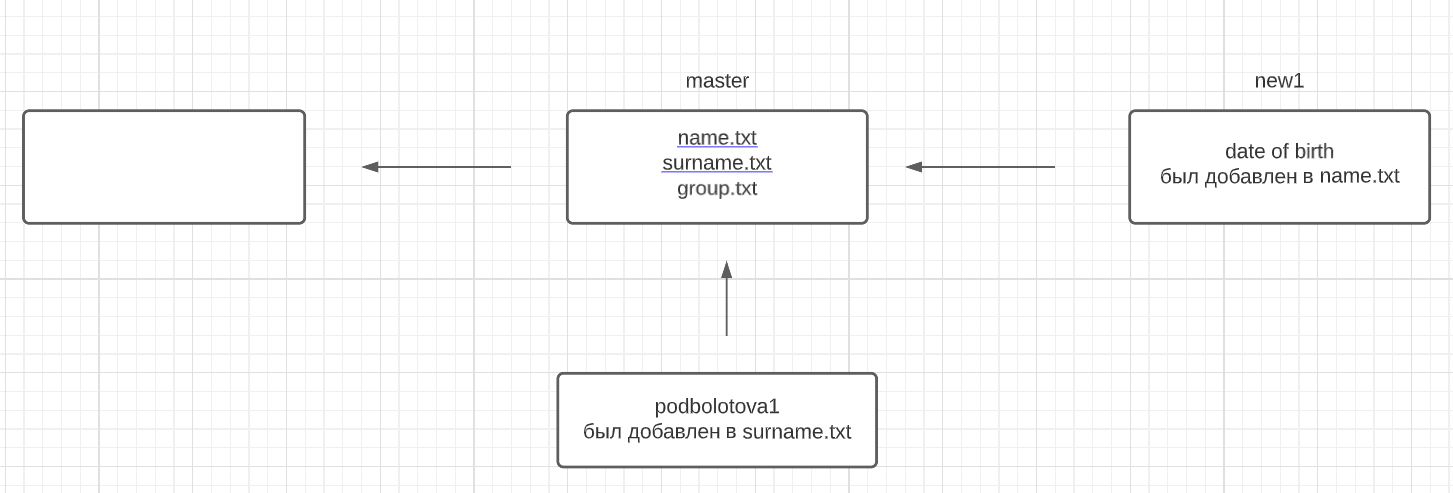 master
new1
name.txt
surname.txt
group.txt
date of birth
был добавлен в name.txt
podbolotova1
был добавлен в surname.txt